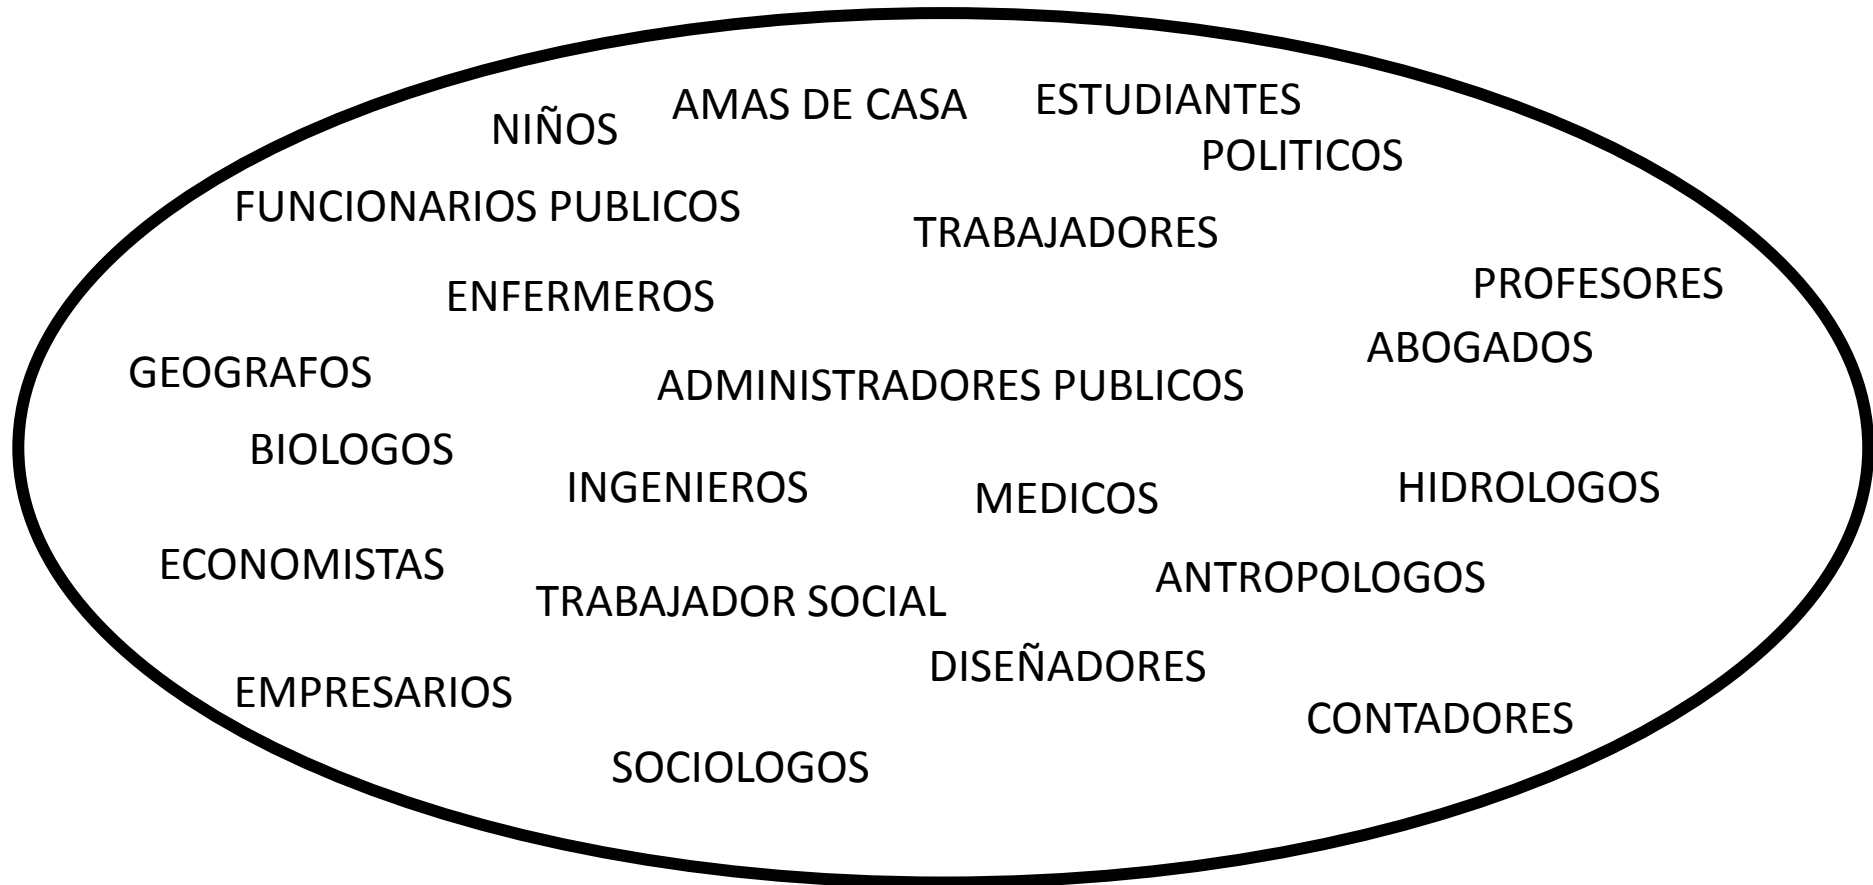 NIÑOS
AMAS DE CASA
ESTUDIANTES
POLITICOS
FUNCIONARIOS PUBLICOS
TRABAJADORES
ENFERMEROS
PROFESORES
ABOGADOS
GEOGRAFOS
ADMINISTRADORES PUBLICOS
BIOLOGOS
INGENIEROS
MEDICOS
HIDROLOGOS
ECONOMISTAS
TRABAJADOR SOCIAL
ANTROPOLOGOS
DISEÑADORES
EMPRESARIOS
CONTADORES
SOCIOLOGOS